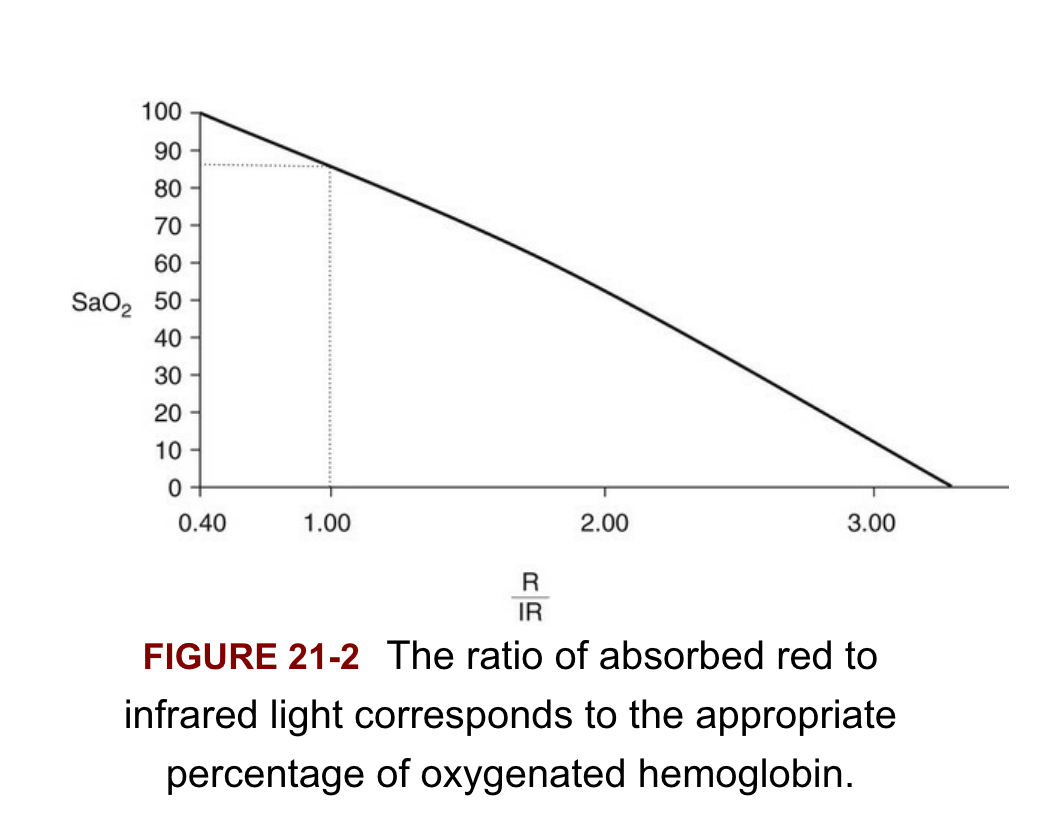 100
90
80
70
60
SaO₂ 50
40
30
20
10
0
0.40 1.00 2.00 3.00
R
IR
FIGURE 21-2 The ratio of absorbed red to
infrared light corresponds to the appropriate
percentage of oxygenated hemoglobin.